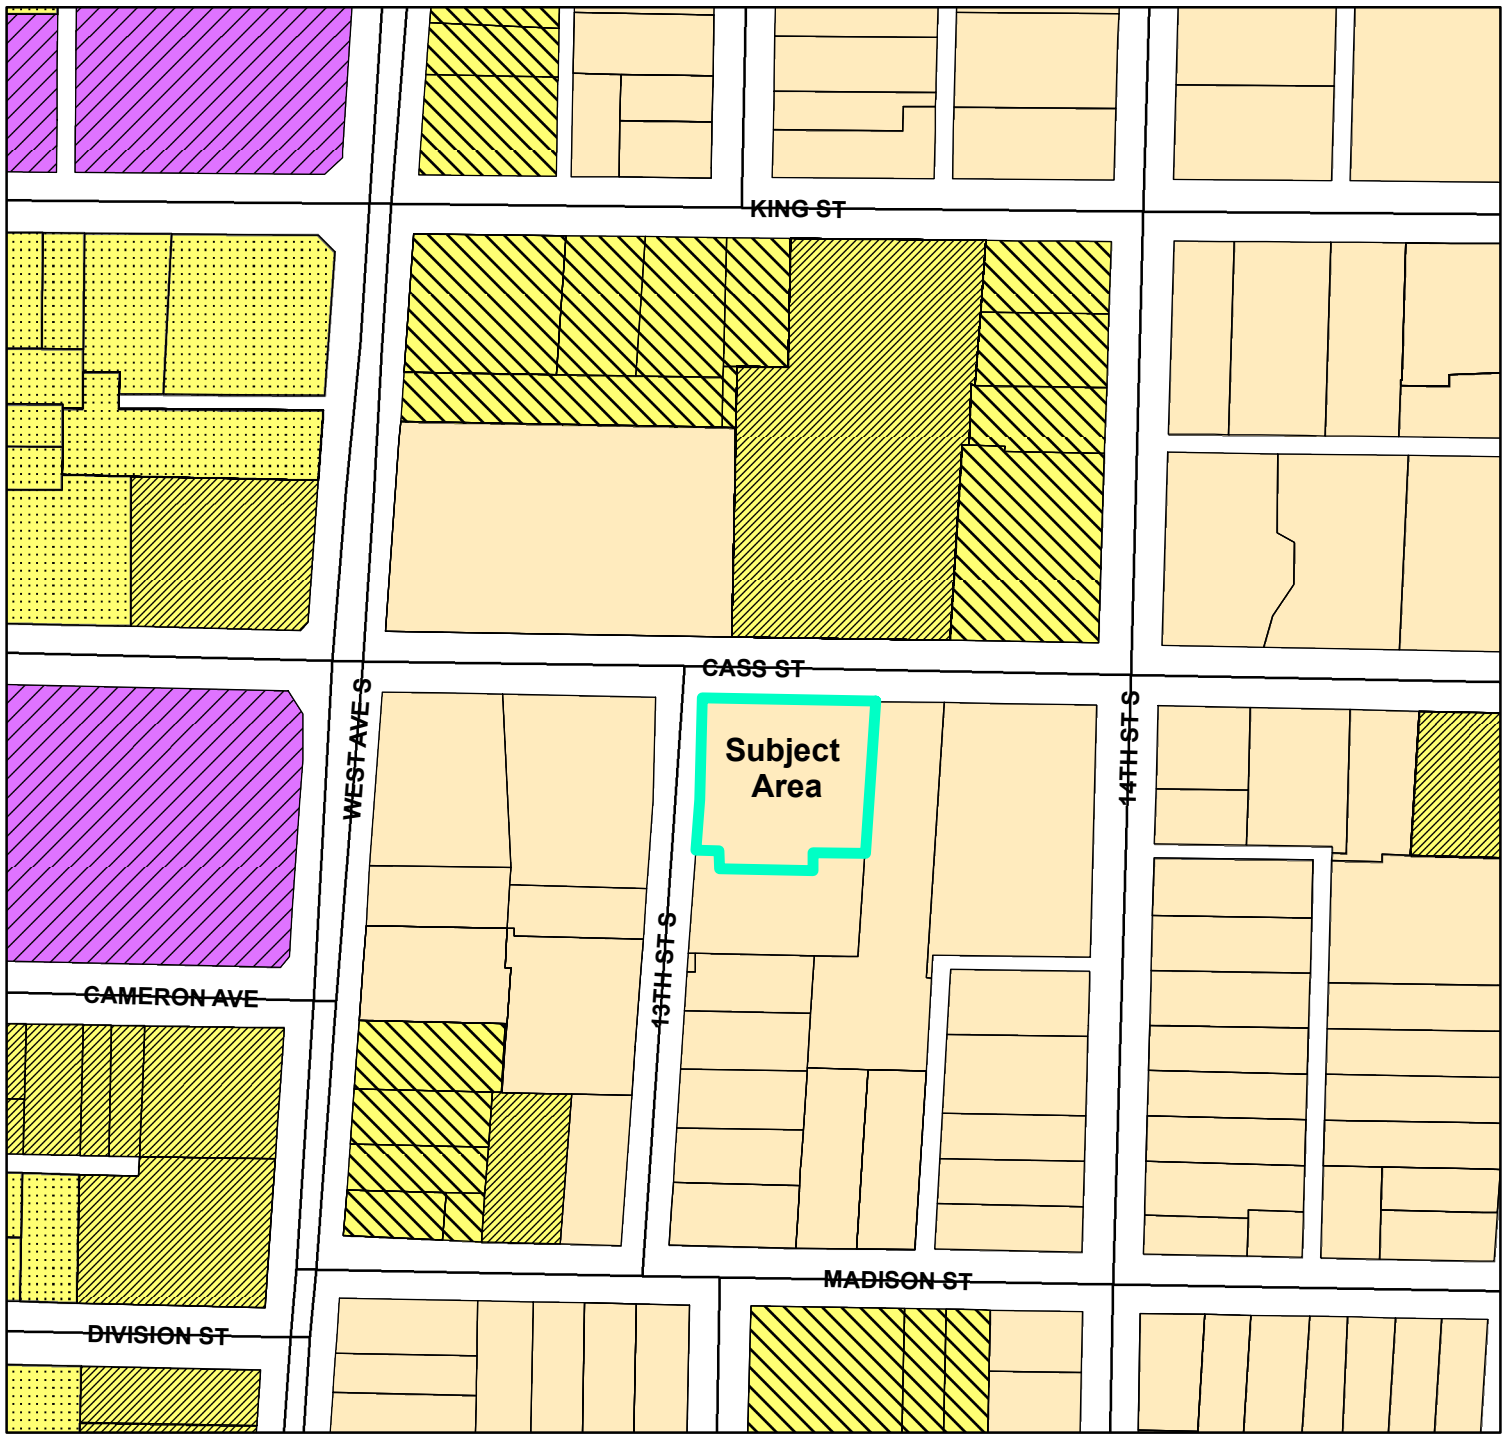 KING ST
CASS ST
WEST AVE S
Subject
Area
14TH ST S
13TH ST S
CAMERON AVE
MADISON ST
DIVISION ST